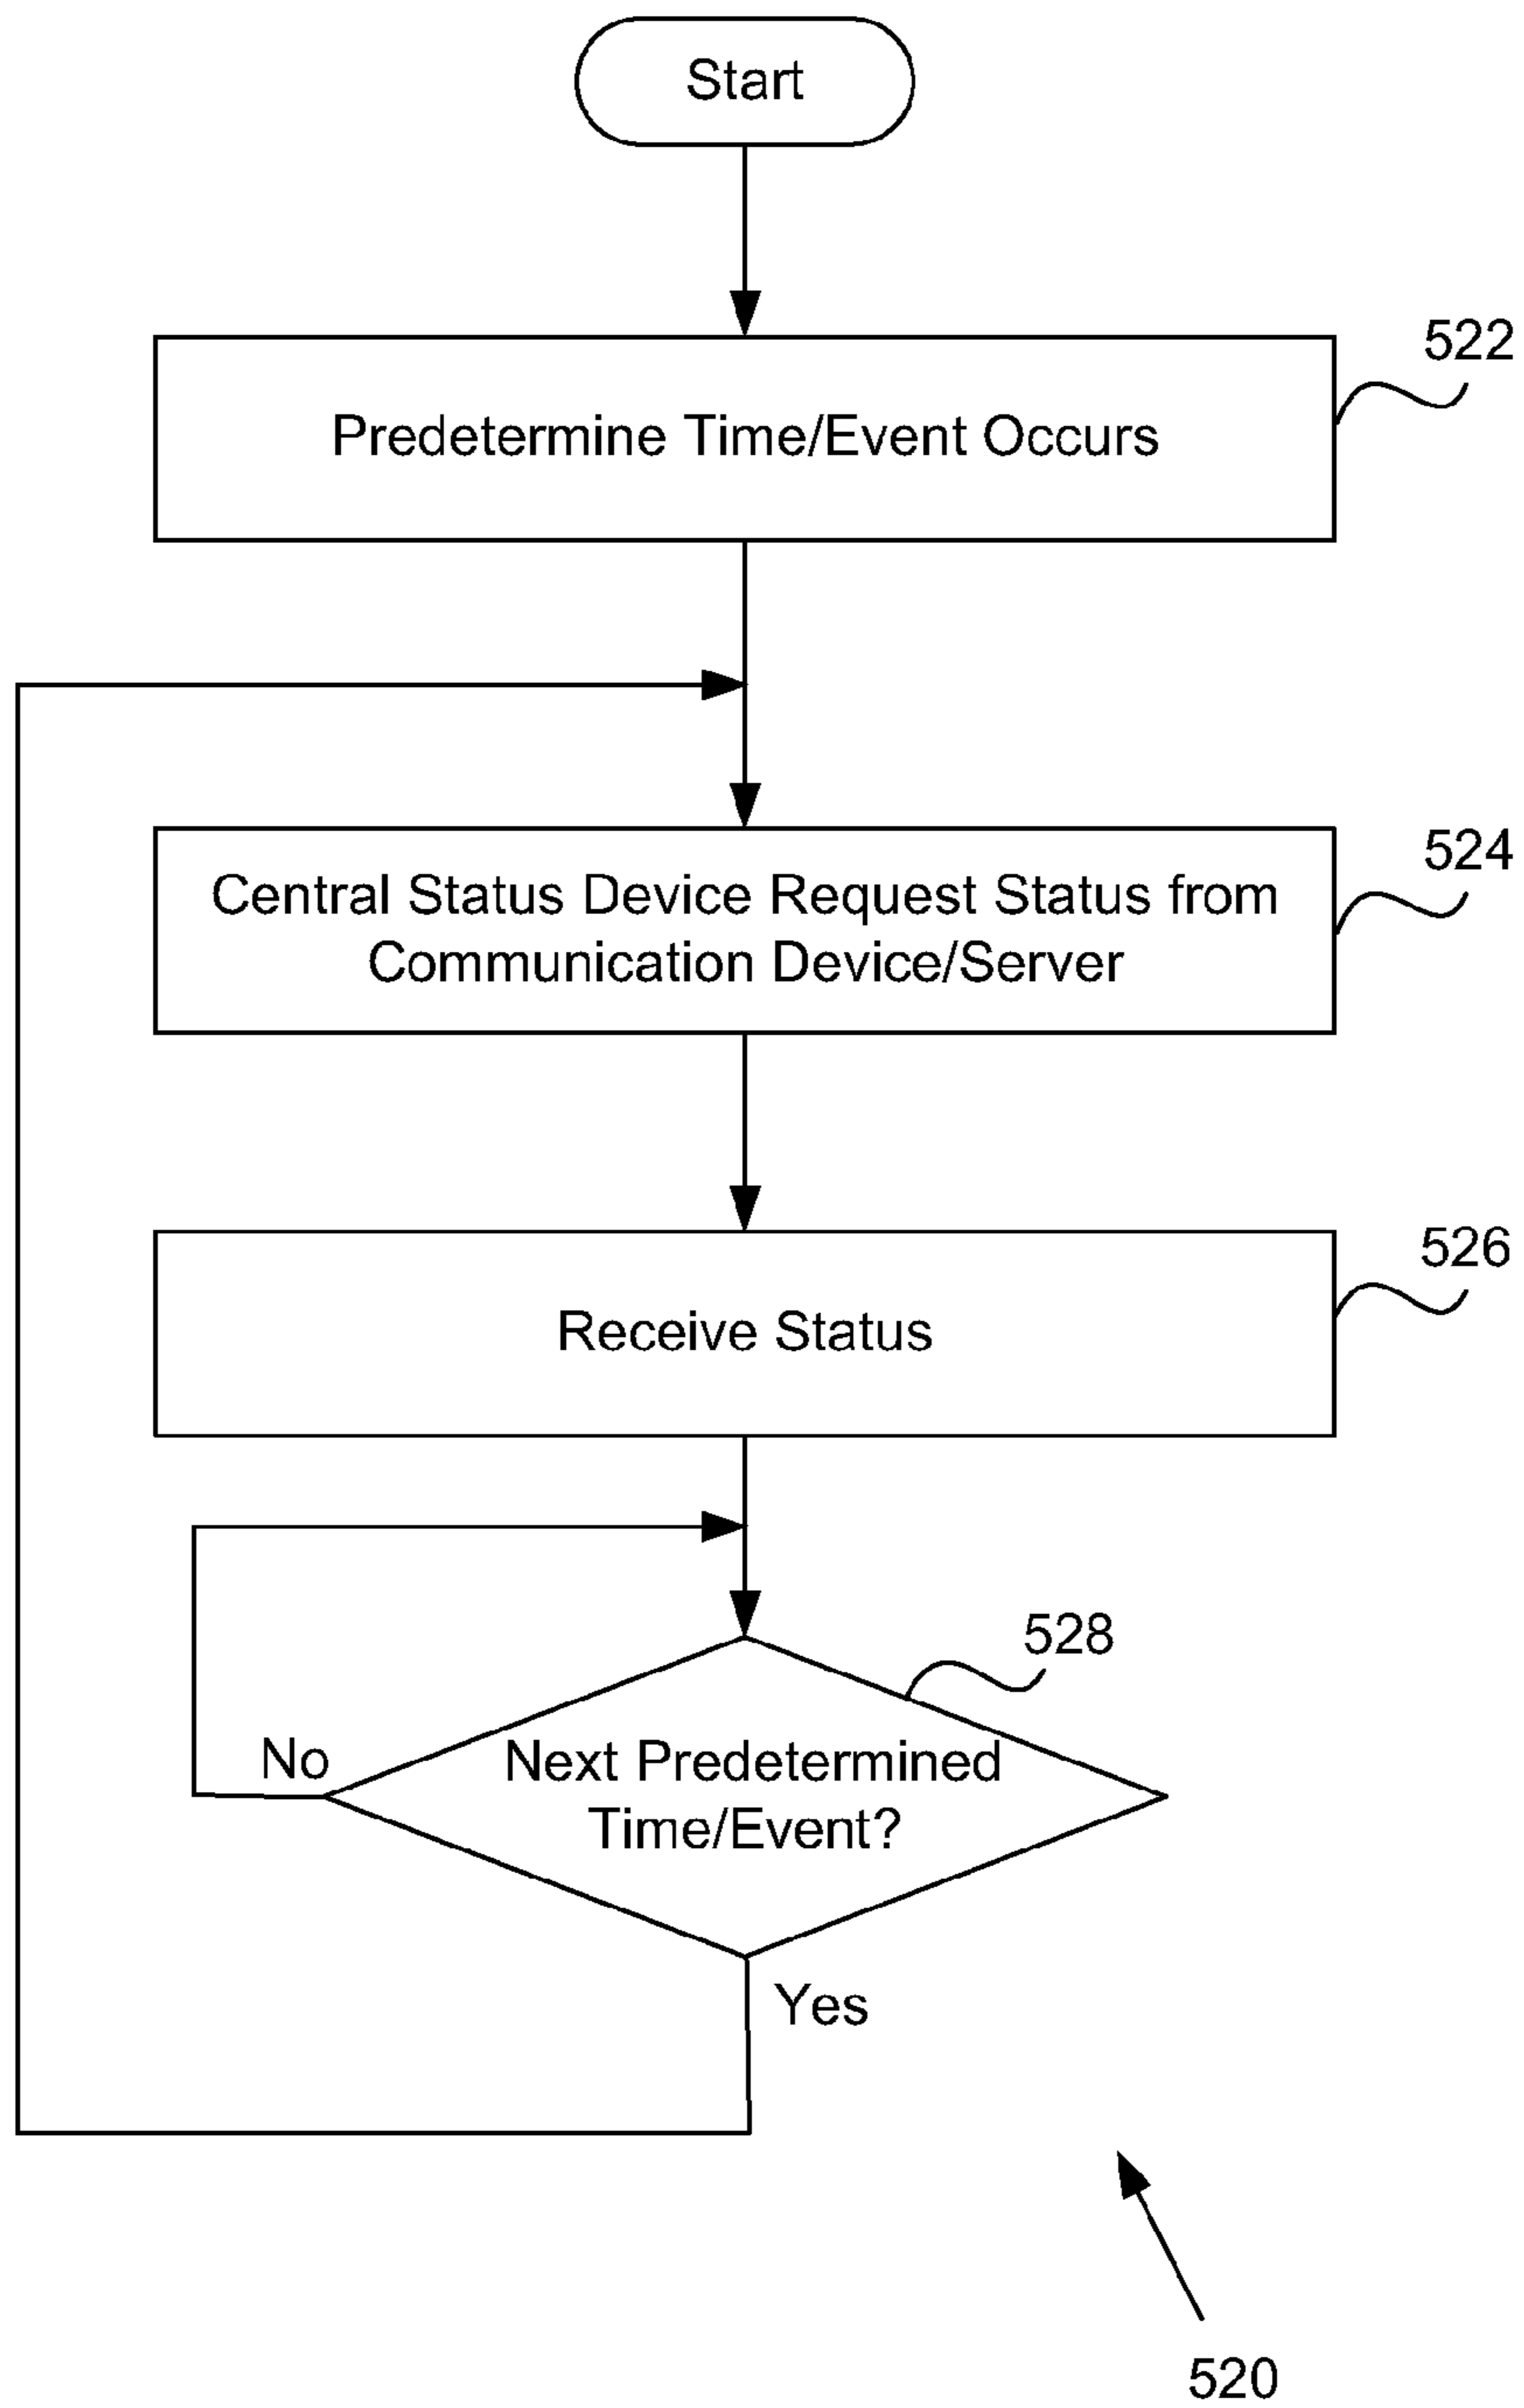 Start
522
Predetermine Time/Event Occurs
524
Central Status Device Request Status from
Communication Device/Server
526
Receive Status
528
No
Next Predetermined
Time/Event?
Yes
520